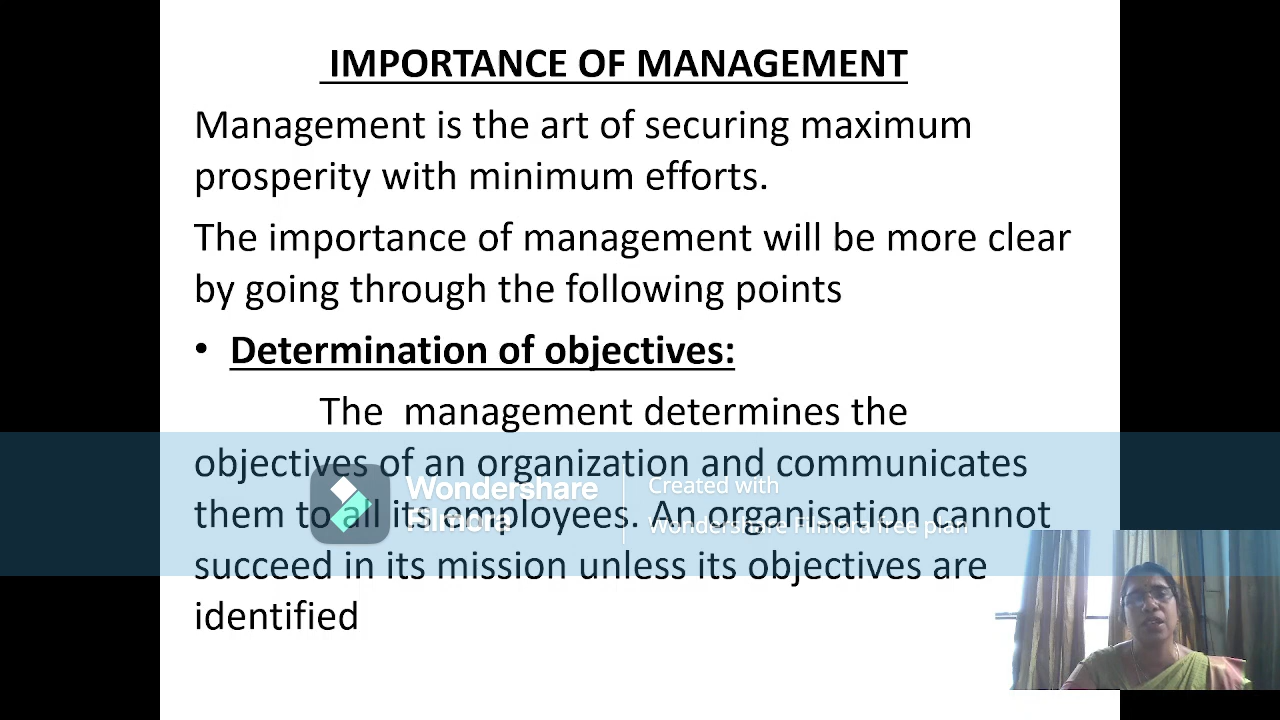 IMPORTANCE OF MANAGEMENT
Management is the art of securing maximum
prosperity with minimum efforts.
The importance of management will be more clear
by going through the following points
• Determination of objectives:
The management determines the
objectives of an organization and communicates
them to all its employees. An organisation cannot
succeed in its mission unless its objectives are
identified
Wondershare
Filmora
Created with
Wondershare Filmora free plan